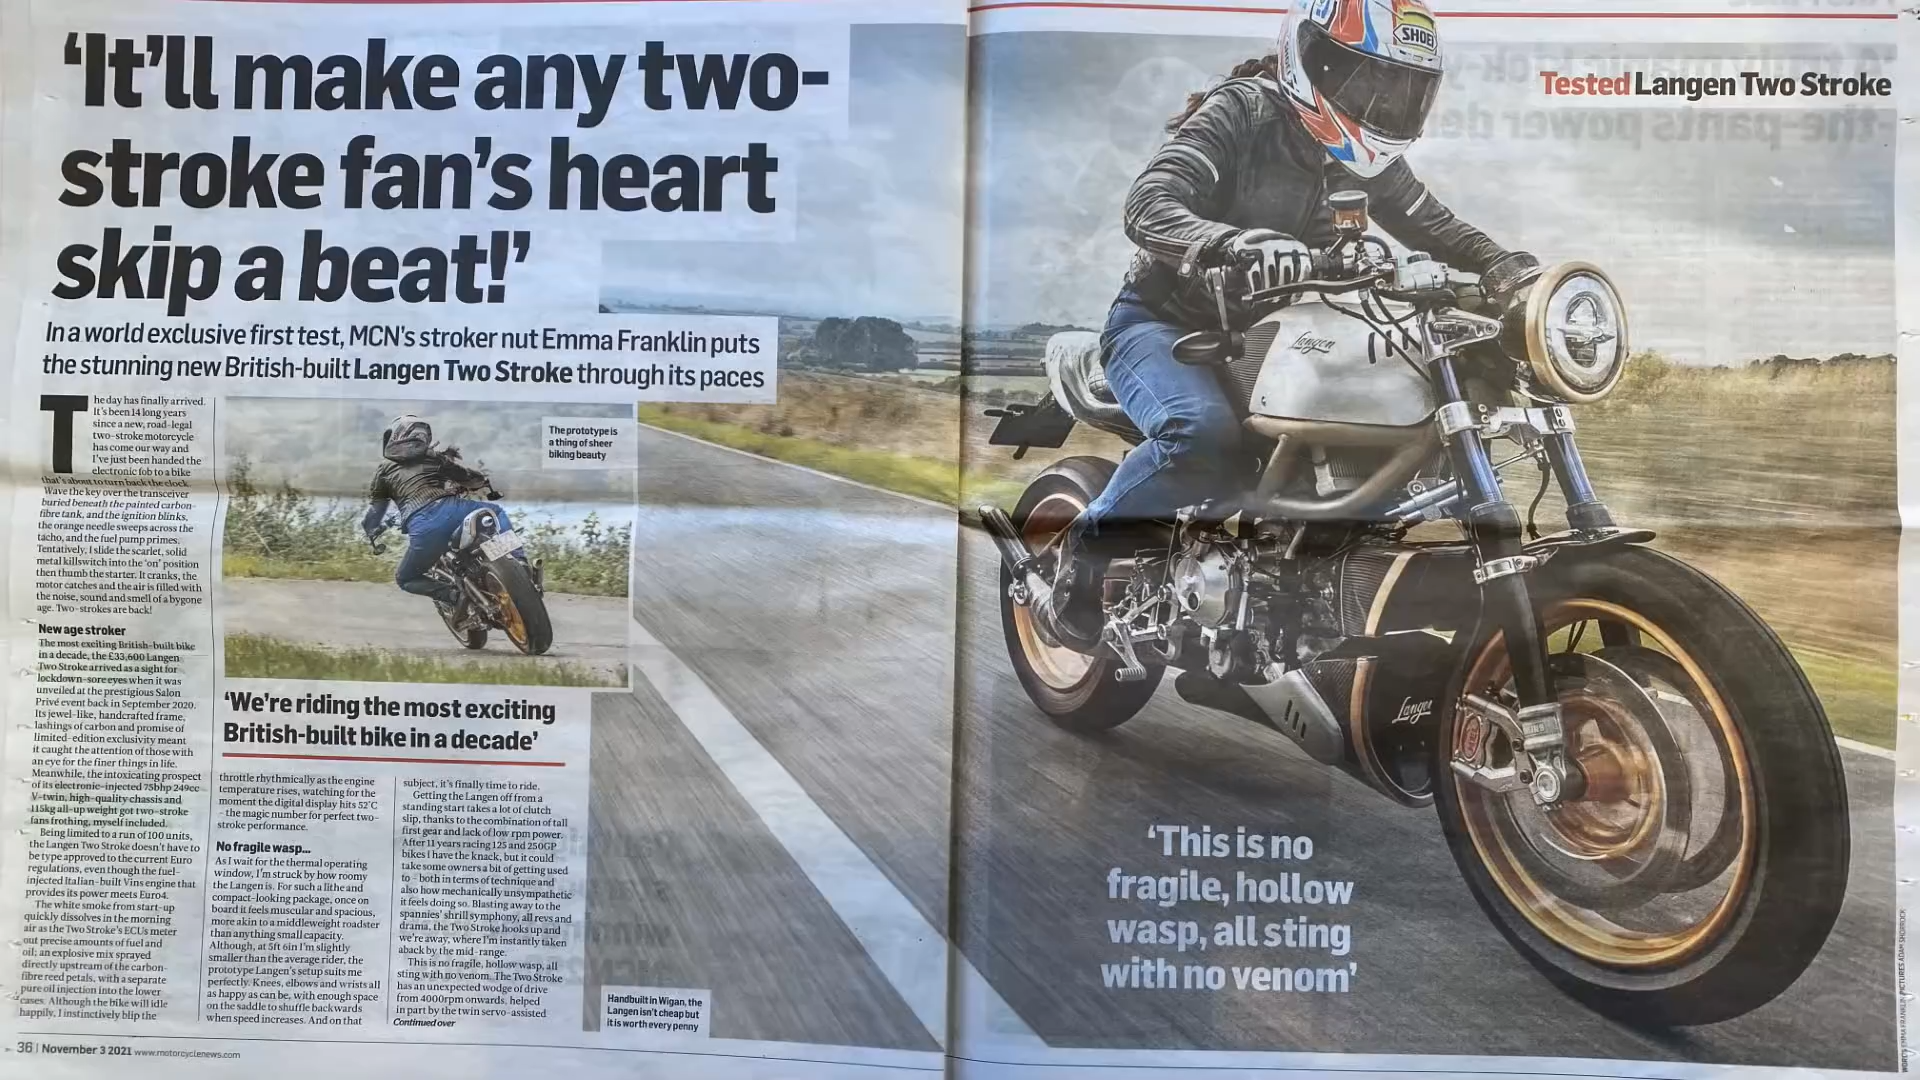 ‘It’ll make any two-
stroke fan’s heart
skip a beat!’
In a world exclusive first test, MCN’s stroker nut Emma Franklin puts
the stunning new British-built Langen Two Stroke through its paces
The day has finally arrived.
It’s been 14 long years
since a new, road-legal
two-stroke motorcycle
has come our way and
I’ve just been handed the
electronic fob to a bike
that’s about to turn back the clock.
Wave the key over the transceiver
buried beneath the painted carbon-
fibre tank, and the ignition blinks,
the orange needle sweeps across the
tacho, and the fuel pump primes.
Tentatively, I slide the scarlet, solid
metal killswitch into the ‘on’ position
then thumb the starter. It cranks, the
motor catches and the air is filled with
the noise, sound and smell of a bygone
age. Two-strokes are back!
New age stroker
The most exciting British-built bike
in a decade, the £33,600 Langen
Two Stroke arrived as a sight for
lockdown-sore eyes when it was
unveiled at the prestigious Salon
Privé event back in September 2020.
Its jewel-like, handcrafted frame,
lashings of carbon and promise of
limited-edition exclusivity meant
it caught the attention of those with
an eye for the finer things in life.
Meanwhile, the intoxicating prospect
of its electronic-injected 75bhp 249cc
V-twin, high-quality chassis and
115kg all-up weight got two-stroke
fans frothing, myself included.
Being limited to a run of 100 units,
the Langen Two Stroke doesn’t have to
be type approved to the current Euro
regulations, even though the fuel-
injected Italian-built Vins engine that
provides its power meets Euro4.
The white smoke from start-up
quickly dissolves in the morning
air as the Two Stroke’s ECUs meter
out precise amounts of fuel and
oil; an explosive mix sprayed
directly upstream of the carbon-
fibre reed petals, with a separate
pure oil injection into the lower
cases. Although the bike will idle
happily, I instinctively blip the
The prototype is
a thing of sheer
biking beauty
‘We’re riding the most exciting
British-built bike in a decade’
throttle rhythmically as the engine
temperature rises, watching for the
moment the digital display hits 52°C
– the magic number for perfect two-
stroke performance.
No fragile wasp...
As I wait for the thermal operating
window, I’m struck by how roomy
the Langen is. For such a lithe and
compact-looking package, once on
board it feels muscular and spacious,
more akin to a middleweight roadster
than anything small capacity.
Although, at 5ft 6in I’m slightly
smaller than the average rider, the
prototype Langen’s setup suits me
perfectly. Knees, elbows and wrists all
as happy as can be, with enough space
on the saddle to shuffle backwards
when speed increases. And on that
subject, it’s finally time to ride.
Getting the Langen off from a
standing start takes a lot of clutch
slip, thanks to the combination of tall
first gear and lack of low rpm power.
After 11 years racing 125 and 250GP
bikes I have the knack, but it could
take some owners a bit of getting used
to – both in terms of technique and
also how mechanically unsympathetic
it feels doing so. Blasting away to the
spannies’ shrill symphony, all revs and
drama, the Two Stroke hooks up and
we’re away, where I’m instantly taken
aback by the mid-range.
This is no fragile, hollow wasp, all
sting with no venom. The Two Stroke
has an unexpected wodge of drive
from 4000rpm onwards, helped
in part by the twin servo-assisted
Continued over
Handbuilt in Wigan, the
Langen isn’t cheap but
it is worth every penny
36 | November 3 2021 www.motorcyclenews.com
Tested Langen Two Stroke
SHOEI
Langen
Langen
‘This is no
fragile, hollow
wasp, all sting
with no venom’
WORDS EMMA FRANKLIN PICTURES ADAM SHORROCK